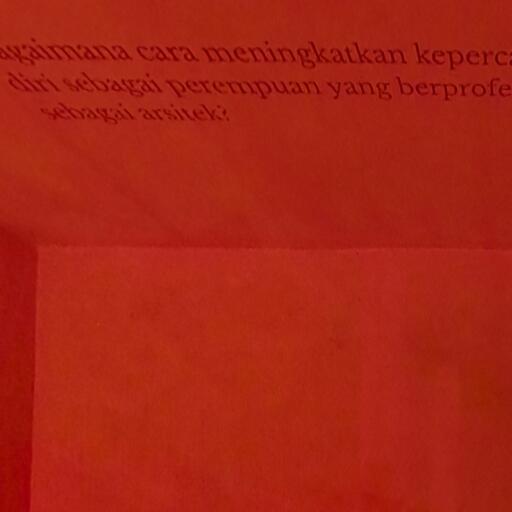 agaimana cara meningkatkan keperca
diri sebagai perempuan yang berprofe
sebagai arsitek?